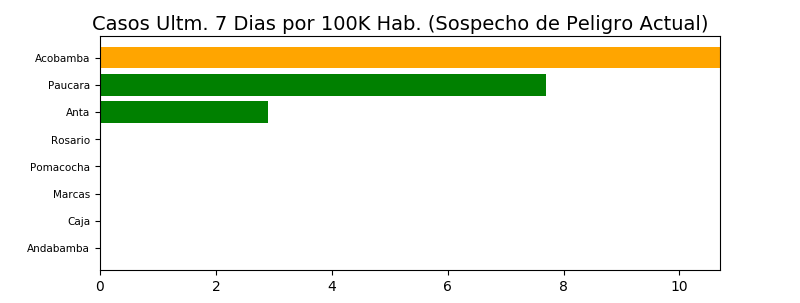 Casos Ultm. 7 Dias por 100K Hab. (Sospecho de Peligro Actual)
Acobamba
Paucara
Anta
Rosario
Pomacocha
Marcas
Caja
Andabamba
0 2 4 6 8 10